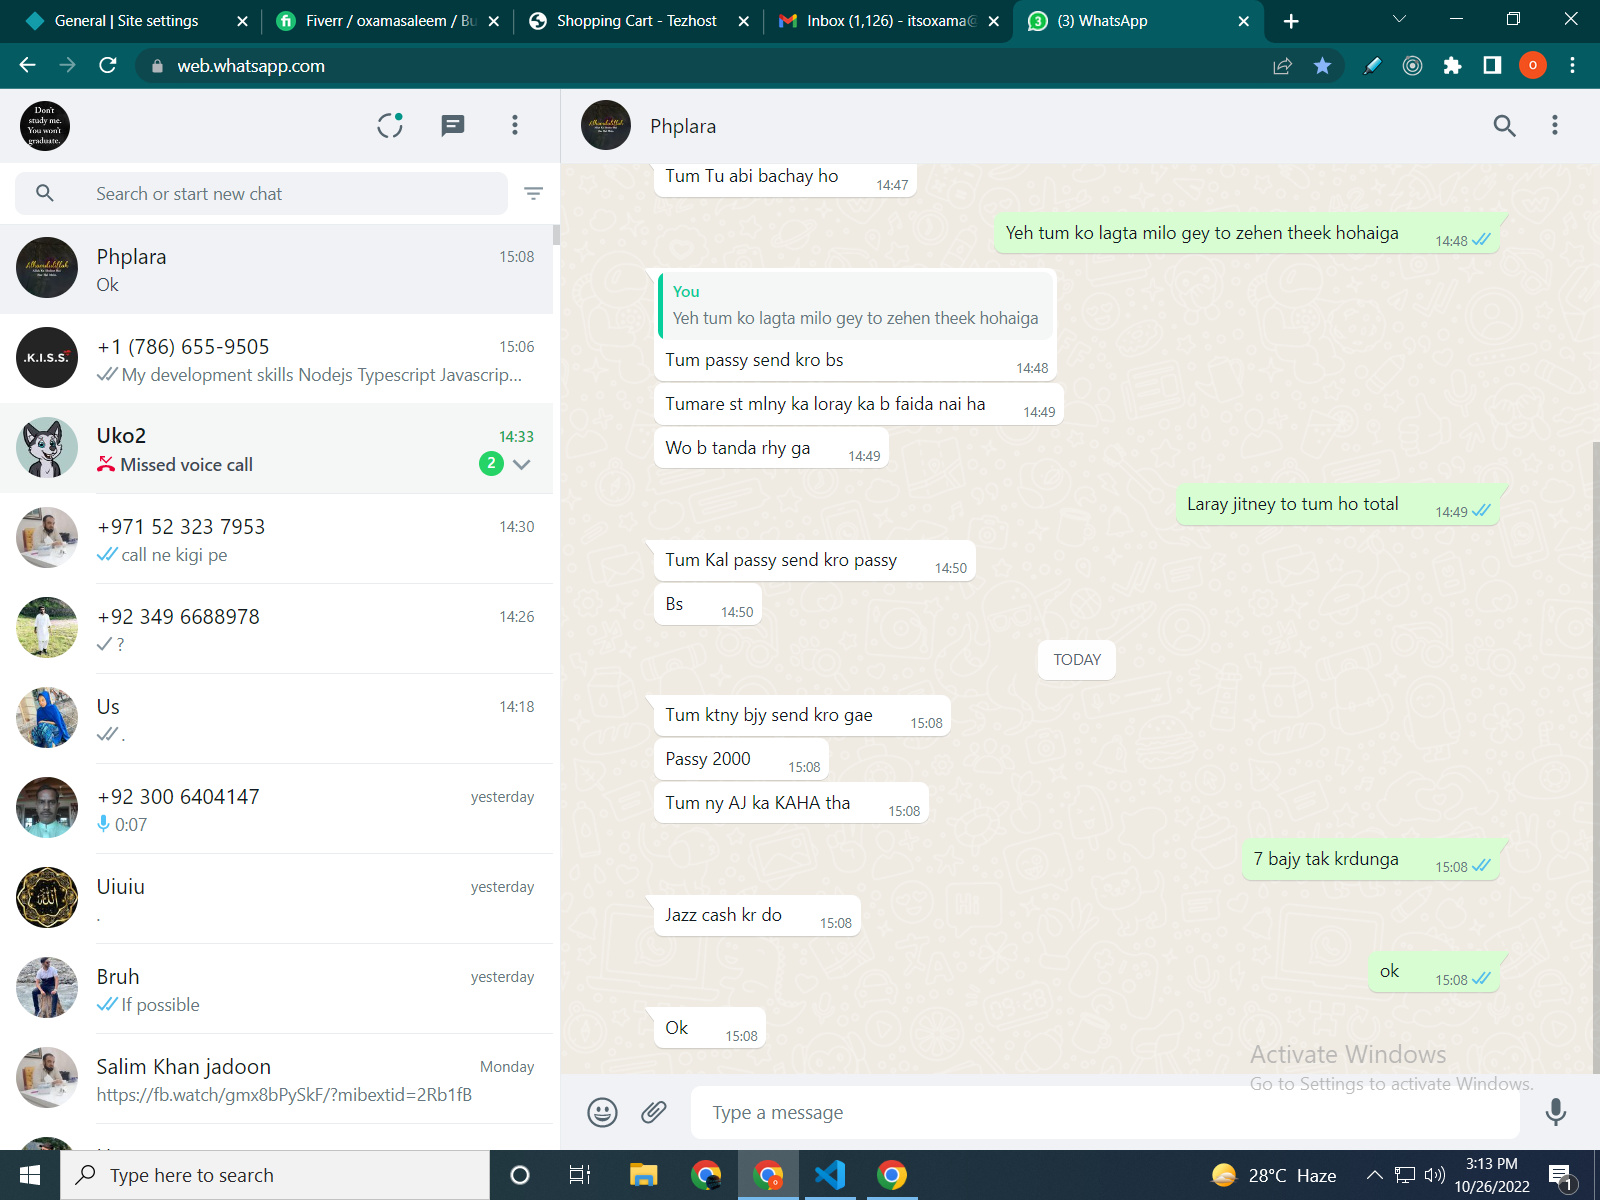 General | Site settings
Fiverr / oxamasaleem / Bu
Shopping Cart - Tezhost
Inbox (1,126) - itsoxama@
(3) WhatsApp
web.whatsapp.com
O
Don't
study me.
You won't
graduate.
Phplara
Search or start new chat
Phplara
15:08
Ok
.K.I.S.S.
+1 (786) 655-9505
15:06
My development skills Nodejs Typescript Javascrip...
Uko2
14:33
Missed voice call
2
+971 52 323 7953
14:30
call ne kigi pe
+92 349 6688978
14:26
?
Us
14:18
.
+92 300 6404147
yesterday
0:07
Uiuiu
yesterday
.
Bruh
yesterday
If possible
Salim Khan jadoon
Monday
https://fb.watch/gmx8bPySkF/?mibextid=2Rb1fB
Tum Tu abi bachay ho
14:47
Yeh tum ko lagta milo gey to zehen theek hohaiga
14:48
You
Yeh tum ko lagta milo gey to zehen theek hohaiga
Tum passy send kro bs
14:48
Tumare st mlny ka loray ka b faida nai ha
14:49
Wo b tanda rhy ga
14:49
Laray jitney to tum ho total
14:49
Tum Kal passy send kro passy
14:50
Bs
14:50
TODAY
Tum ktny bjy send kro gae
15:08
Passy 2000
15:08
Tum ny AJ ka KAHA tha
15:08
7 bajy tak krdunga
15:08
Jazz cash kr do
15:08
ok
15:08
Ok
15:08
Activate Windows
Go to Settings to activate Windows.
Type a message
Type here to search
28°C Haze
3:13 PM
10/26/2022
1